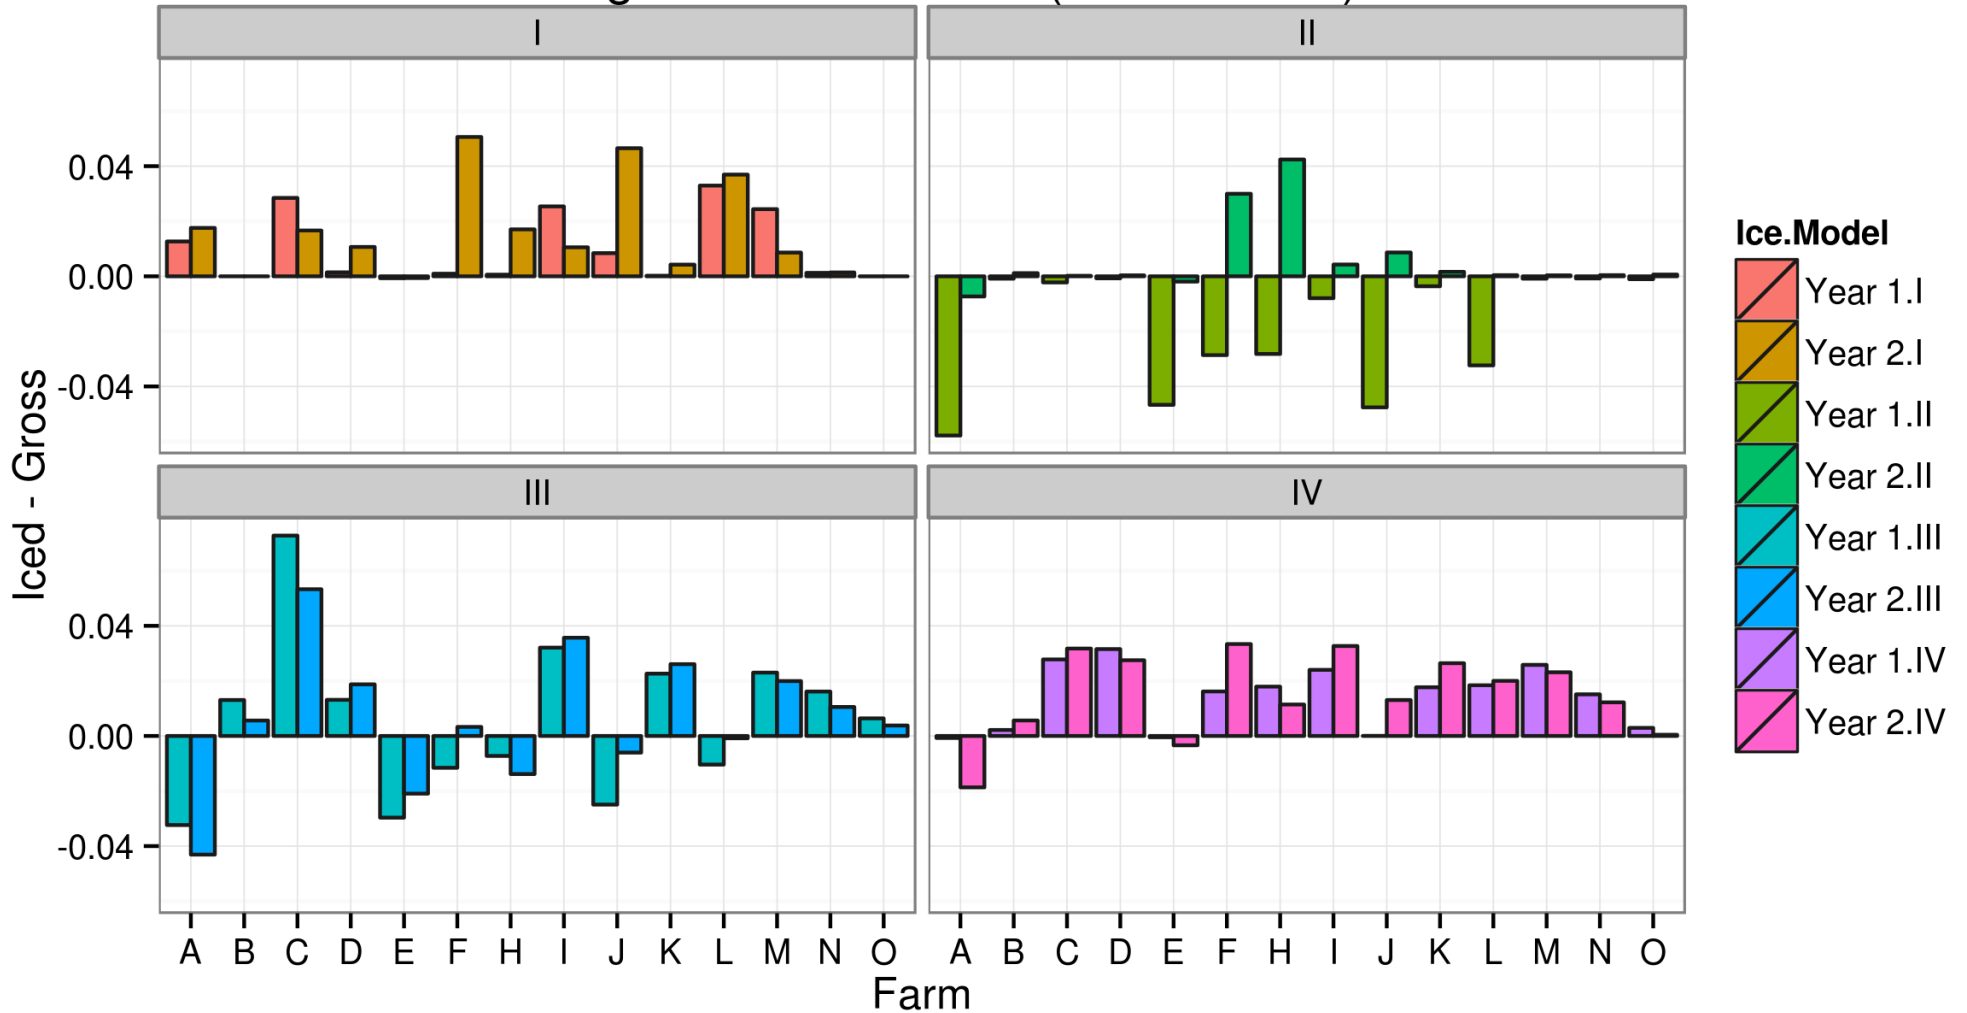 I
II
0.04
0.00
-0.04
III
IV
0.04
0.00
-0.04
Iced - Gross
A B C D E F H I J K L M N O
A B C D E F H I J K L M N O
Farm
Ice.Model
Year 1.I
Year 2.I
Year 1.II
Year 2.II
Year 1.III
Year 2.III
Year 1.IV
Year 2.IV